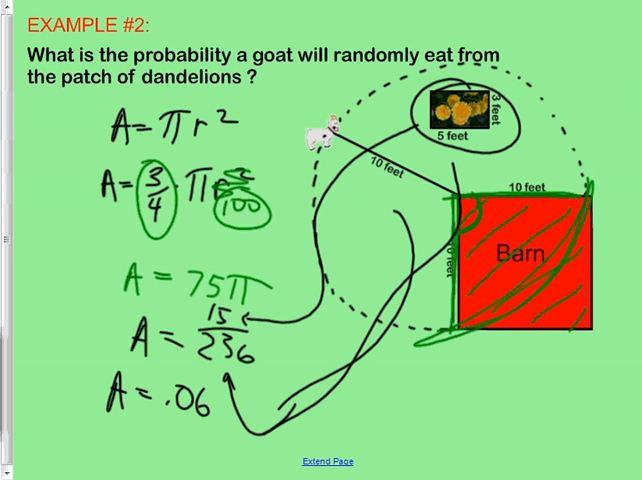 EXAMPLE #2:
What is the probability a goat will randomly eat from
the patch of dandelions ?
A = πr²
3 feet
5 feet
10 feet
A = 3/4 · π
100
10 feet
10 feet
Barn
A = 75π
A = 15/236
A = .06
Extend Page